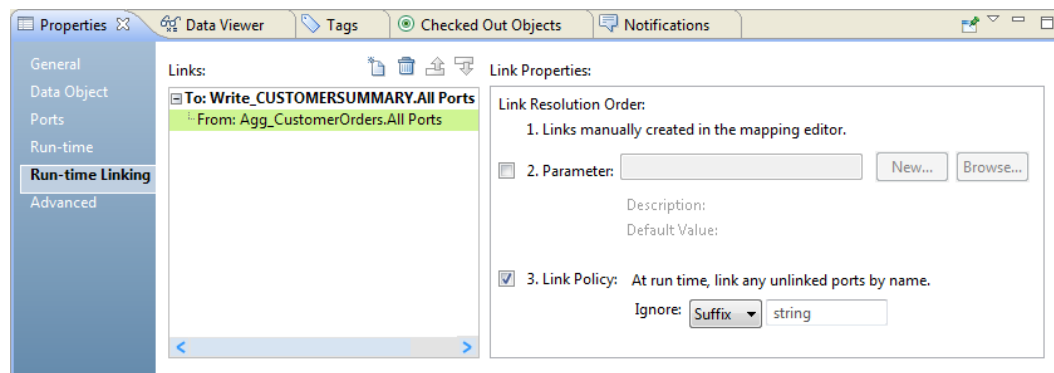 Properties Data Viewer Tags Checked Out Objects Notifications
General
Data Object
Ports
Run-time
Run-time Linking
Advanced
Links:
To: Write_CUSTOMERSUMMARY.All Ports
From: Agg_CustomerOrders.All Ports
Link Properties:
Link Resolution Order:
1. Links manually created in the mapping editor.
2. Parameter: New... Browse...
Description:
Default Value:
3. Link Policy: At run time, link any unlinked ports by name.
Ignore: Suffix string